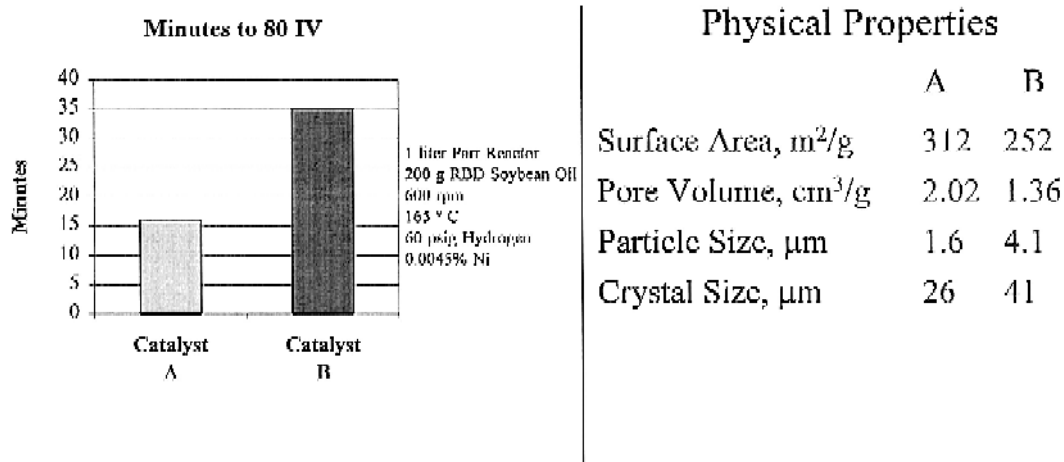 Minutes to 80 IV
Minutes
40
35
30
25
20
15
10
5
0
Catalyst
A
Catalyst
B
1 liter Parr Reactor
200 g RBD Soybean Oil
600 rpm
163 ° C
60 psig Hydrogen
0.0045% Ni
Physical Properties
A B
Surface Area, m²/g 312 252
Pore Volume, cm³/g 2.02 1.36
Particle Size, μm 1.6 4.1
Crystal Size, μm 26 41